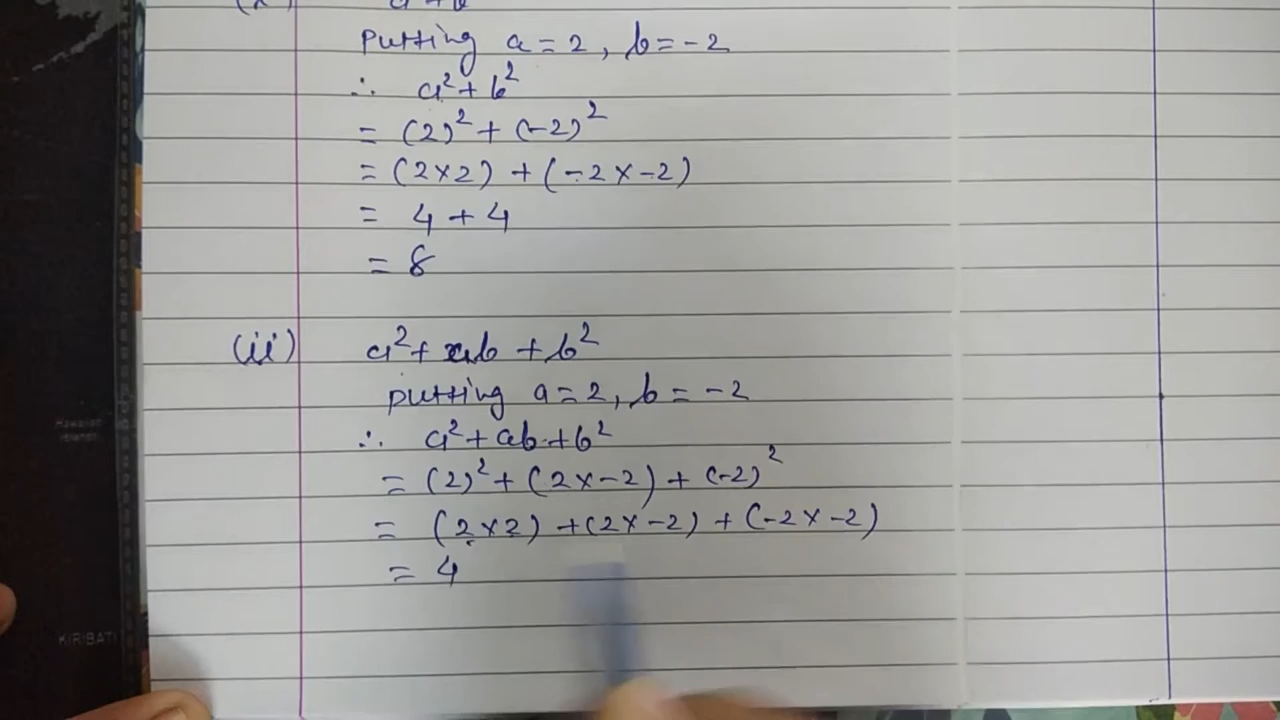 putting a = 2, b = -2
∴ a² + b²
= (2)² + (-2)²
= (2×2) + (-2×-2)
= 4 + 4
= 8
(ii) a² + ab + b²
putting a = 2, b = -2
∴ a² + ab + b²
= (2)² + (2×-2) + (-2)²
= (2×2) + (2×-2) + (-2×-2)
= 4
KIRIBATI